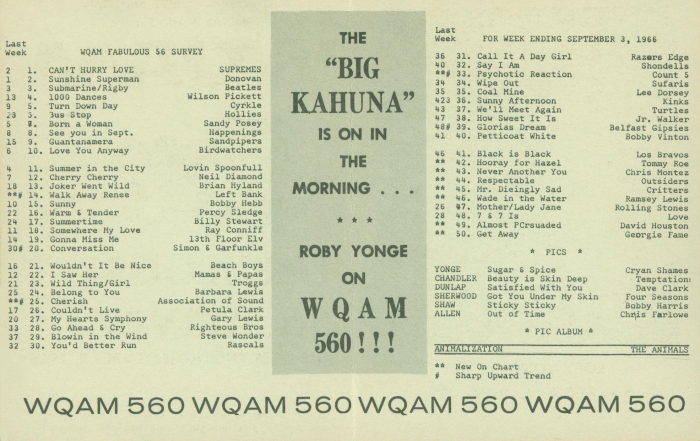 Last
Week WQAM FABULOUS 56 SURVEY
2 1. CAN'T HURRY LOVE SUPREMES
1 2. Sunshine Superman Donovan
3 3. Submarine/Rigby Beatles
13 4. 1000 Dances Wilson Pickett
9 5. Turn Down Day Cyrkle
23 6. Bus Stop Hollies
5 7. Born a Woman Sandy Posey
8 8. See you in Sept. Happenings
15 9. Guantanamera Sandpipers
6 10. Love You Anyway Birdwatchers
4 11. Summer in the City Lovin Spoonfull
7 12. Cherry Cherry Neil Diamond
18 13. Joker Went Wild Brian Hyland
**# 14. Walk Away Renee Left Bank
10 15. Sunny Bobby Hebb
22 16. Warm & Tender Percy Sledge
24 17. Summertime Billy Stewart
11 18. Somewhere My Love Ray Conniff
14 19. Gonna Miss Me 13th Floor Elv
30# 20. Conversation Simon & Garfunkle
16 21. Wouldn't It Be Nice Beach Boys
12 22. I Saw Her Mamas & Papas
21 23. Wild Thing/Girl Troggs
25 24. Belong to You Barbara Lewis
**# 25. Cherish Association of Sound
17 26. Couldn't Live Petula Clark
20 27. My Hearts Symphony Gary Lewis
33 28. Go Ahead & Cry Righteous Bros
37 29. Blowin in the Wind Steve Wonder
32 30. You'd Better Run Rascals
THE
"BIG
KAHUNA"
IS ON IN
THE
MORNING . . .
* * *
ROBY YONGE
ON
WQAM
560!!!
Last
Week FOR WEEK ENDING SEPTEMBER 3, 1966
36 31. Call It A Day Girl Razors Edge
40 32. Say I Am Shondells
**# 33. Psychotic Reaction Count 5
34 34. Wipe Out Sufaris
35 35. Coal Mine Lee Dorsey
42# 36. Sunny Afternoon Kinks
43 37. We'll Meet Again Turtles
47 38. How Sweet It Is Jr. Walker
48# 39. Glorias Dream Belfast Gipsies
41 40. Petticoat White Bobby Vinton
46 41. Black is Black Los Bravos
** 42. Hooray for Hazel Tommy Roe
** 43. Never Another You Chris Montez
** 44. Respectable Outsiders
** 45. Mr. Dieingly Sad Critters
** 46. Wade in the Water Ramsey Lewis
26 47. Mother/Lady Jane Rolling Stones
28 48. 7 & 7 Is Love
** 49. Almost PCrsuaded David Houston
** 50. Get Away Georgie Fame
* PICS *
YONGE Sugar & Spice Cryan Shames
CHANDLER Beauty is Skin Deep Temptation
DUNLAP Satisfied With You Dave Clark
SHERWOOD Got You Under My Skin Four Seasons
SHAW Sticky Sticky Bobby Harris
ALLEN Out of Time Chris Farlowe
* PIC ALBUM *
ANIMALIZATION THE ANIMALS
** New On Chart
# Sharp Upward Trend
WQAM 560 WQAM 560 WQAM 560 WQAM 560